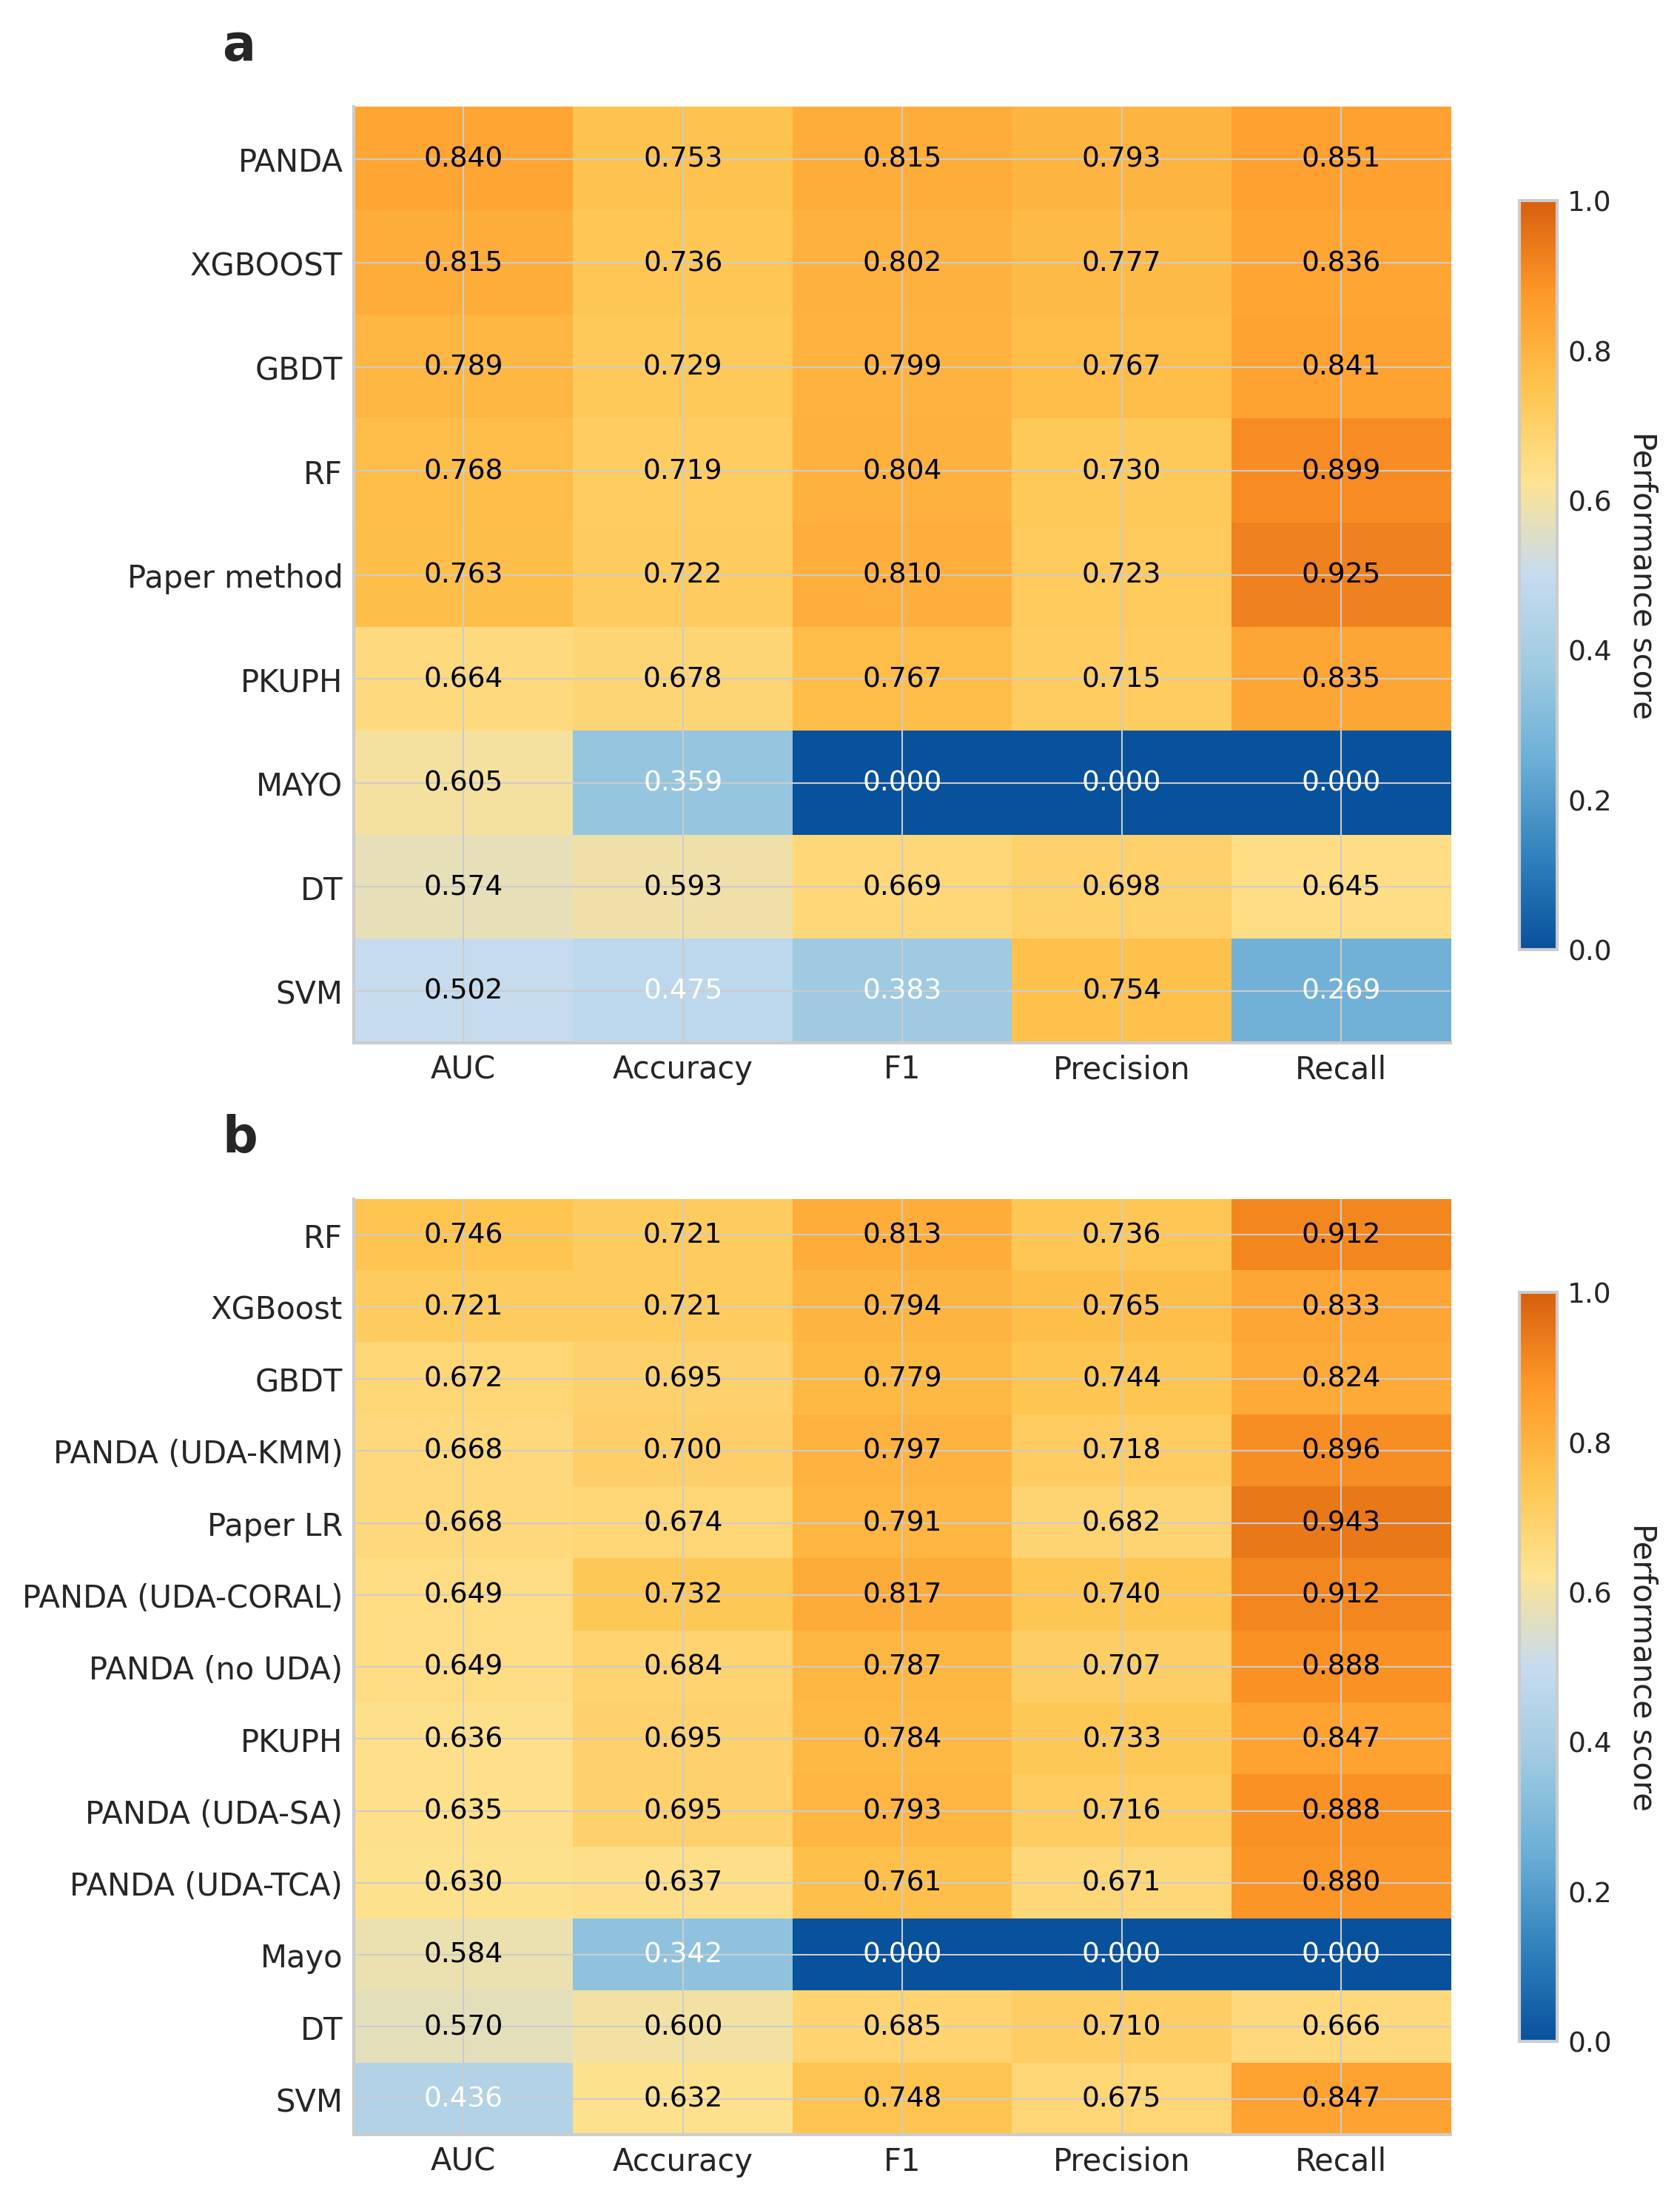 a
PANDA 0.840 0.753 0.815 0.793 0.851
XGBOOST 0.815 0.736 0.802 0.777 0.836
GBDT 0.789 0.729 0.799 0.767 0.841
RF 0.768 0.719 0.804 0.730 0.899
Paper method 0.763 0.722 0.810 0.723 0.925
PKUPH 0.664 0.678 0.767 0.715 0.835
MAYO 0.605 0.359 0.000 0.000 0.000
DT 0.574 0.593 0.669 0.698 0.645
SVM 0.502 0.475 0.383 0.754 0.269
AUC Accuracy F1 Precision Recall
1.0
0.8
0.6
0.4
0.2
0.0
Performance score
b
RF 0.746 0.721 0.813 0.736 0.912
XGBoost 0.721 0.721 0.794 0.765 0.833
GBDT 0.672 0.695 0.779 0.744 0.824
PANDA (UDA-KMM) 0.668 0.700 0.797 0.718 0.896
Paper LR 0.668 0.674 0.791 0.682 0.943
PANDA (UDA-CORAL) 0.649 0.732 0.817 0.740 0.912
PANDA (no UDA) 0.649 0.684 0.787 0.707 0.888
PKUPH 0.636 0.695 0.784 0.733 0.847
PANDA (UDA-SA) 0.635 0.695 0.793 0.716 0.888
PANDA (UDA-TCA) 0.630 0.637 0.761 0.671 0.880
Mayo 0.584 0.342 0.000 0.000 0.000
DT 0.570 0.600 0.685 0.710 0.666
SVM 0.436 0.632 0.748 0.675 0.847
AUC Accuracy F1 Precision Recall
1.0
0.8
0.6
0.4
0.2
0.0
Performance score